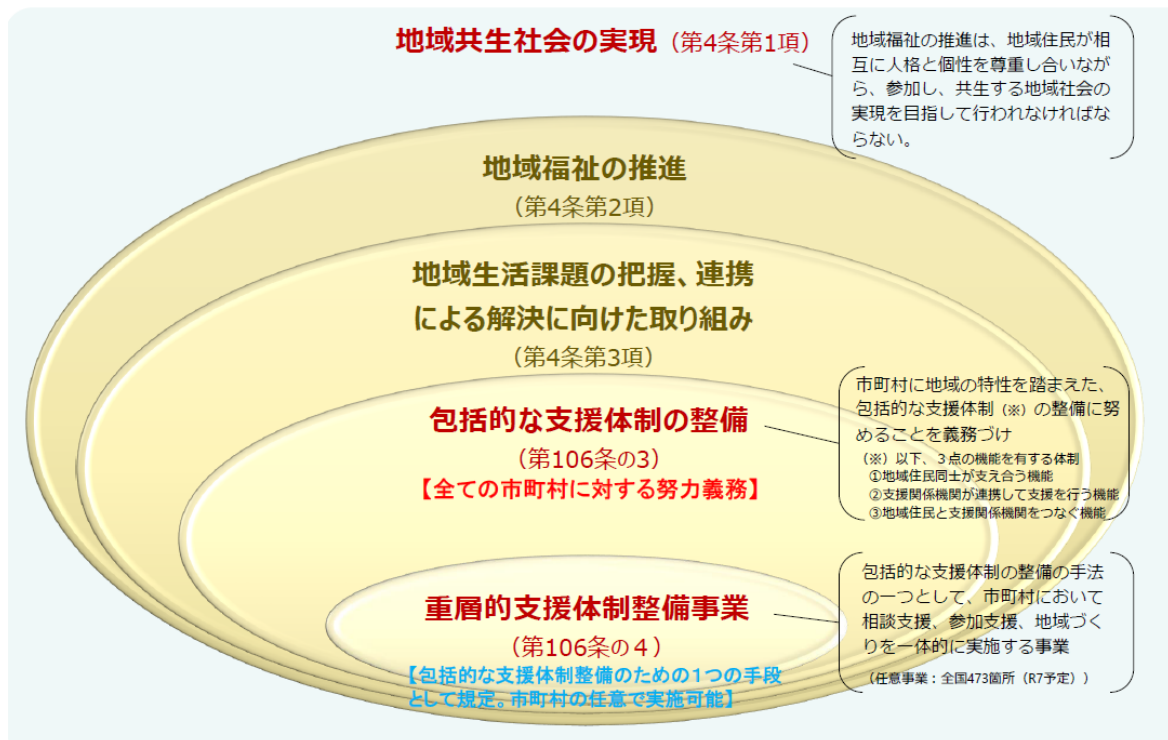 地域共生社会の実現（第4条第1項）
地域福祉の推進は、地域住民が相
互に人格と個性を尊重し合いなが
ら、参加し、共生する地域社会の
実現を目指して行われなければな
らない。
地域福祉の推進
（第4条第2項）
地域生活課題の把握、連携
による解決に向けた取り組み
（第4条第3項）
包括的な支援体制の整備
（第106条の3）
【全ての市町村に対する努力義務】
市町村に地域の特性を踏まえた、
包括的な支援体制（※）の整備に努
めることを義務づけ
（※）以下、３点の機能を有する体制
①地域住民同士が支え合う機能
②支援関係機関が連携して支援を行う機能
③地域住民と支援関係機関をつなぐ機能
重層的支援体制整備事業
（第106条の４）
【包括的な支援体制整備のための１つの手段
として規定。市町村の任意で実施可能】
包括的な支援体制の整備の手法
の一つとして、市町村において
相談支援、参加支援、地域づく
りを一体的に実施する事業
（任意事業：全国473箇所（R7予定））